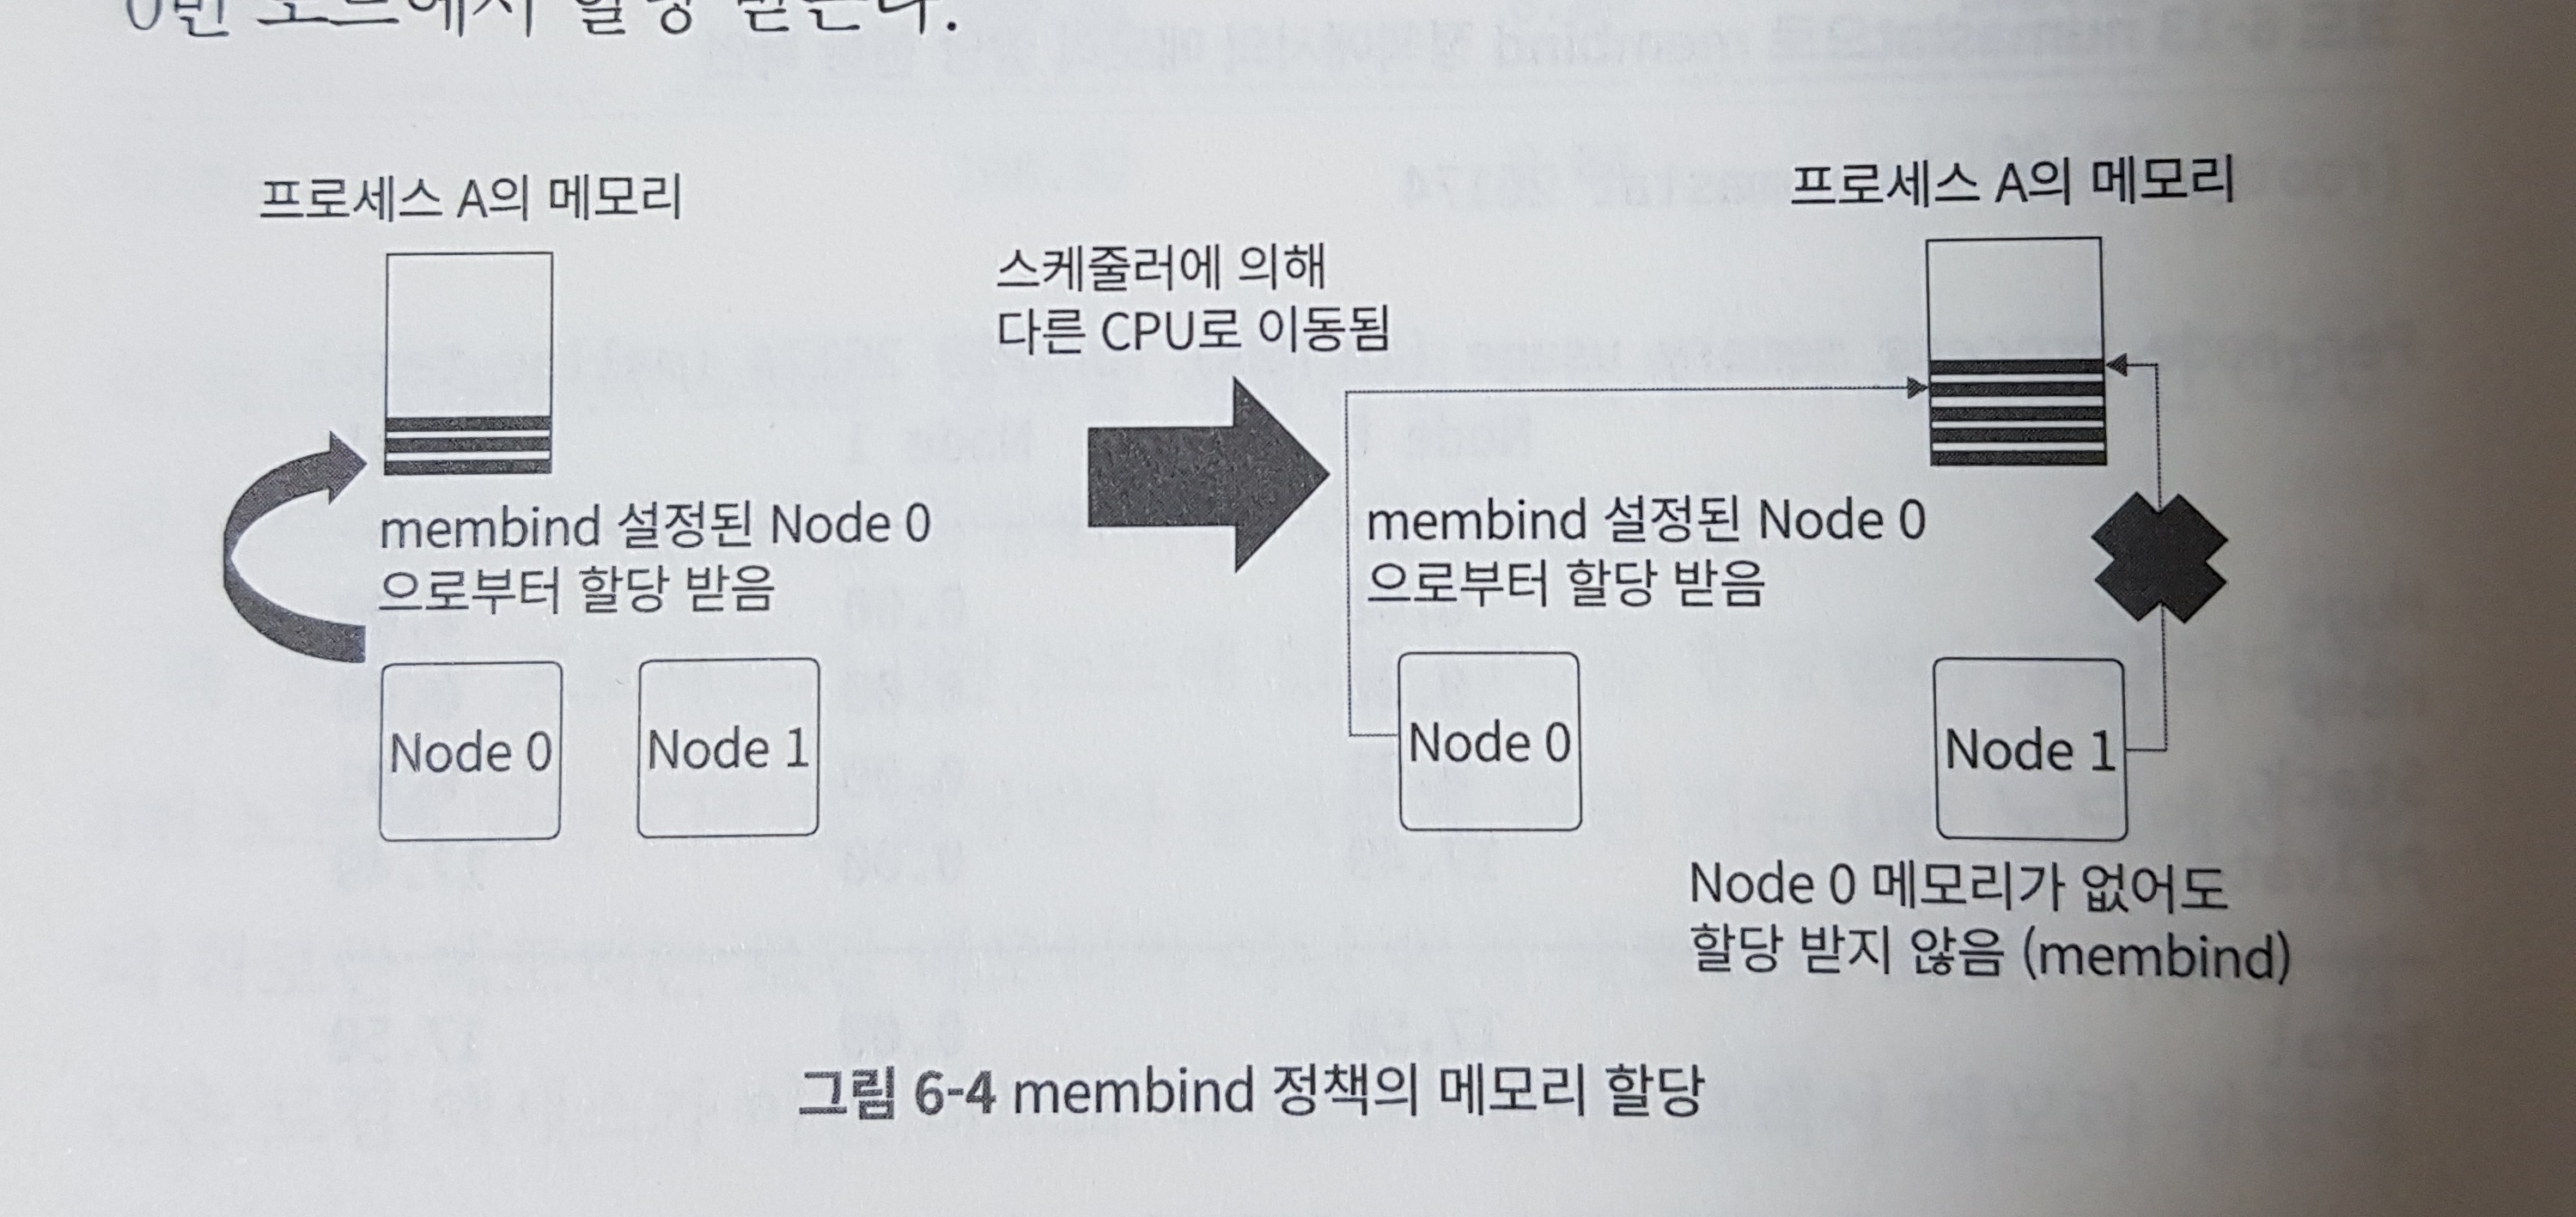 프로세스 A의 메모리
membind 설정된 Node 0
으로부터 할당 받음
Node 0
Node 1
스케줄러에 의해
다른 CPU로 이동됨
프로세스 A의 메모리
membind 설정된 Node 0
으로부터 할당 받음
Node 0
Node 1
Node 0 메모리가 없어도
할당 받지 않음 (membind)
그림 6-4 membind 정책의 메모리 할당